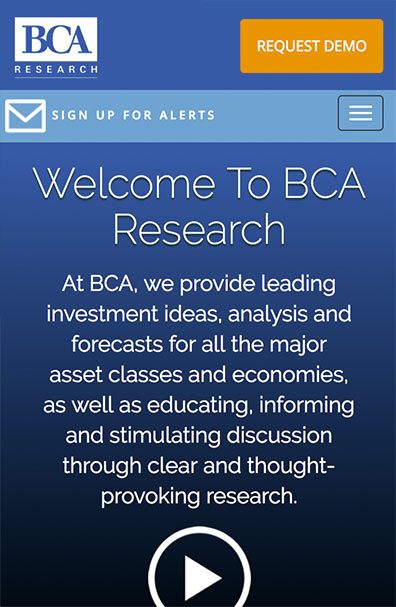 BCA
RESEARCH
REQUEST DEMO
SIGN UP FOR ALERTS
Welcome To BCA
Research
At BCA, we provide leading
investment ideas, analysis and
forecasts for all the major
asset classes and economies,
as well as educating, informing
and stimulating discussion
through clear and thought-
provoking research.